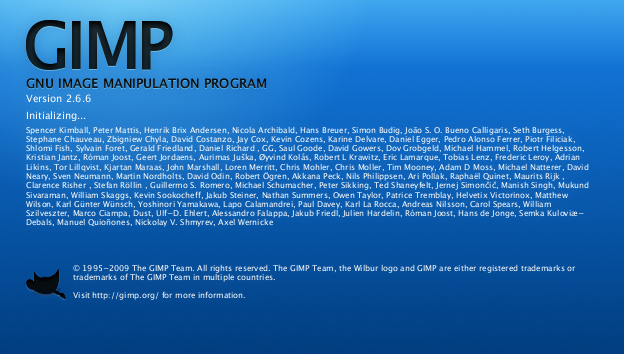 GIMP
GNU IMAGE MANIPULATION PROGRAM
Version 2.6.6
Initializing...
Spencer Kimball, Peter Mattis, Henrik Brix Andersen, Nicola Archibald, Hans Breuer, Simon Budig, João S. O. Bueno Calligaris, Seth Burgess,
Stephane Chauveau, Zbigniew Chyla, David Costanzo, Jay Cox, Kevin Cozens, Karine Delvare, Daniel Egger, Pedro Alonso Ferrer, Piotr Filiciak,
Shlomi Fish, Sylvain Foret, Gerald Friedland , Daniel Richard , GG, Saul Goode, David Gowers, Dov Grobgeld, Michael Hammel, Robert Helgesson,
Kristian Jantz, Ròman Joost, Geert Jordaens, Aurimas Juška, Øyvind Kolås, Robert L Krawitz, Eric Lamarque, Tobias Lenz, Frederic Leroy, Adrian
Likins, Tor Lillqvist, Kjartan Maraas, John Marshall, Loren Merritt, Chris Mohler, Chris Moller, Tim Mooney, Adam D Moss, Michael Natterer, David
Neary, Sven Neumann, Martin Nordholts, David Odin, Robert Ögren, Akkana Peck, Nils Philippsen, Ari Pollak, Raphaël Quinet, Maurits Rijk ,
Clarence Risher , Stefan Röllin , Guillermo S. Romero, Michael Schumacher, Peter Sikking, Ted Shaneyfelt, Jernej Simončič, Manish Singh, Mukund
Sivaraman, William Skaggs, Kevin Sookocheff, Jakub Steiner, Nathan Summers, Owen Taylor, Patrice Tremblay, Helvetix Victorinox, Matthew
Wilson, Karl Günter Wünsch, Yoshinori Yamakawa, Lapo Calamandrei, Paul Davey, Karl La Rocca, Andreas Nilsson, Carol Spears, William
Szilveszter, Marco Ciampa, Dust, Ulf-D. Ehlert, Alessandro Falappa, Jakub Friedl, Julien Hardelin, Ròman Joost, Hans de Jonge, Semka Kuloviæ-
Debals, Manuel Quiñones, Nickolay V. Shmyrev, Axel Wernicke
© 1995-2009 The GIMP Team. All rights reserved. The GIMP Team, the Wilbur logo and GIMP are either registered trademarks or
trademarks of The GIMP Team in multiple countries.
Visit http://gimp.org/ for more information.